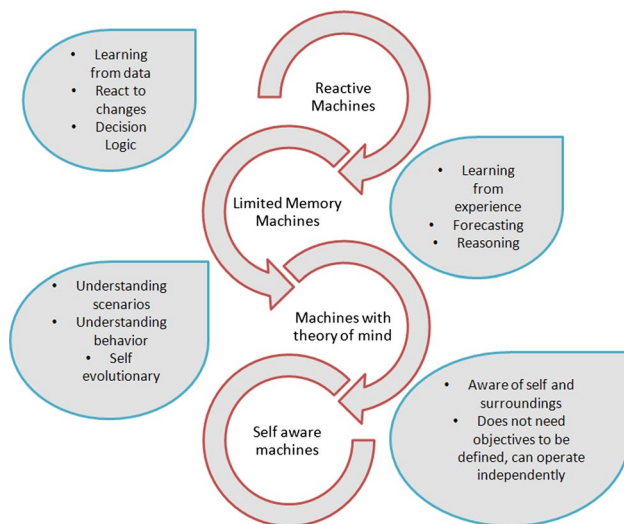 • Learning
from data
• React to
changes
• Decision
Logic
Reactive
Machines
Limited Memory
Machines
• Learning
from
experience
• Forecasting
• Reasoning
• Understanding
scenarios
• Understanding
behavior
• Self
evolutionary
Machines with
theory of mind
Self aware
machines
• Aware of self and
surroundings
• Does not need
objectives to be
defined, can operate
independently